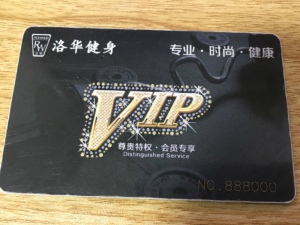 洛华健身
专业·时尚·健康
VIP
尊贵特权·会员专享
Distinguished Service
NO.888000